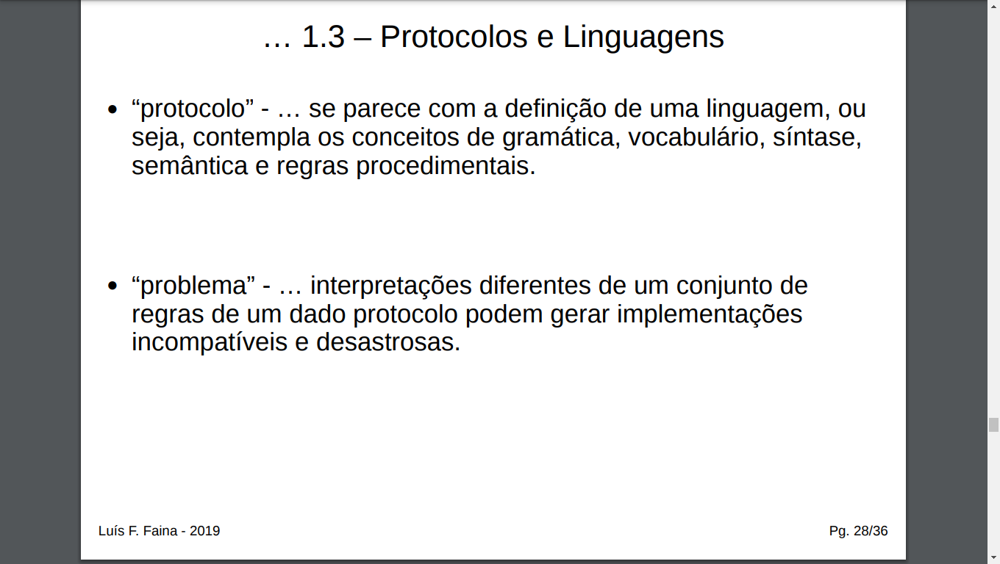 … 1.3 – Protocolos e Linguagens
• “protocolo” - … se parece com a definição de uma linguagem, ou
seja, contempla os conceitos de gramática, vocabulário, síntase,
semântica e regras procedimentais.
• “problema” - … interpretações diferentes de um conjunto de
regras de um dado protocolo podem gerar implementações
incompatíveis e desastrosas.
Luís F. Faina - 2019
Pg. 28/36